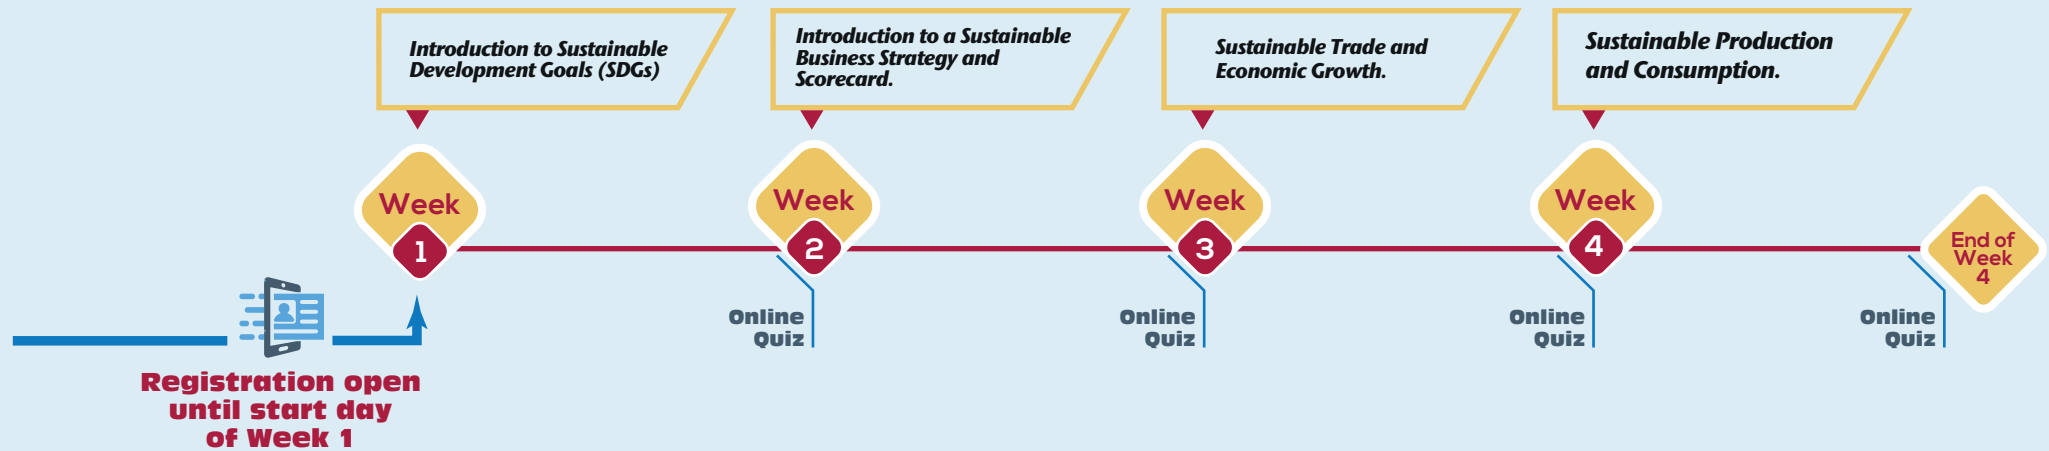 Introduction to Sustainable
Development Goals (SDGs)
Introduction to a Sustainable
Business Strategy and
Scorecard.
Sustainable Trade and
Economic Growth.
Sustainable Production
and Consumption.
Week
1
Week
2
Week
3
Week
4
End of
Week
4
Online
Quiz
Online
Quiz
Online
Quiz
Online
Quiz
Registration open
until start day
of Week 1